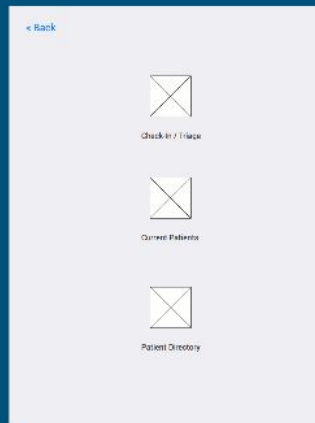 < Back
Check-In / Triage
Current Patients
Patient Directory